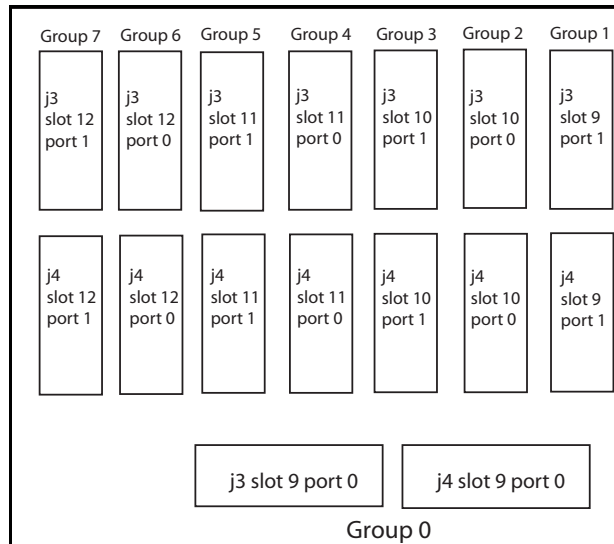 Group 7 Group 6 Group 5 Group 4 Group 3 Group 2 Group 1
j3 j3 j3 j3 j3 j3 j3
slot 12 slot 12 slot 11 slot 11 slot 10 slot 10 slot 9
port 1 port 0 port 1 port 0 port 1 port 0 port 1
j4 j4 j4 j4 j4 j4 j4
slot 12 slot 12 slot 11 slot 11 slot 10 slot 10 slot 9
port 1 port 0 port 1 port 0 port 1 port 0 port 1
j3 slot 9 port 0 j4 slot 9 port 0
Group 0